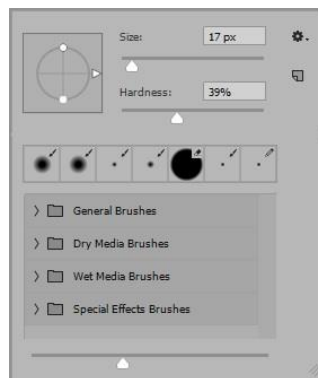 Size: 17 px
Hardness: 39%
General Brushes
Dry Media Brushes
Wet Media Brushes
Special Effects Brushes